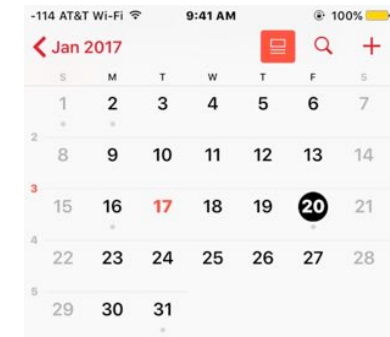 -114 AT&T Wi-Fi 9:41 AM 100%
Jan 2017
S M T W T F S
1 2 3 4 5 6 7
2
8 9 10 11 12 13 14
3
15 16 17 18 19 20 21
4
22 23 24 25 26 27 28
5
29 30 31